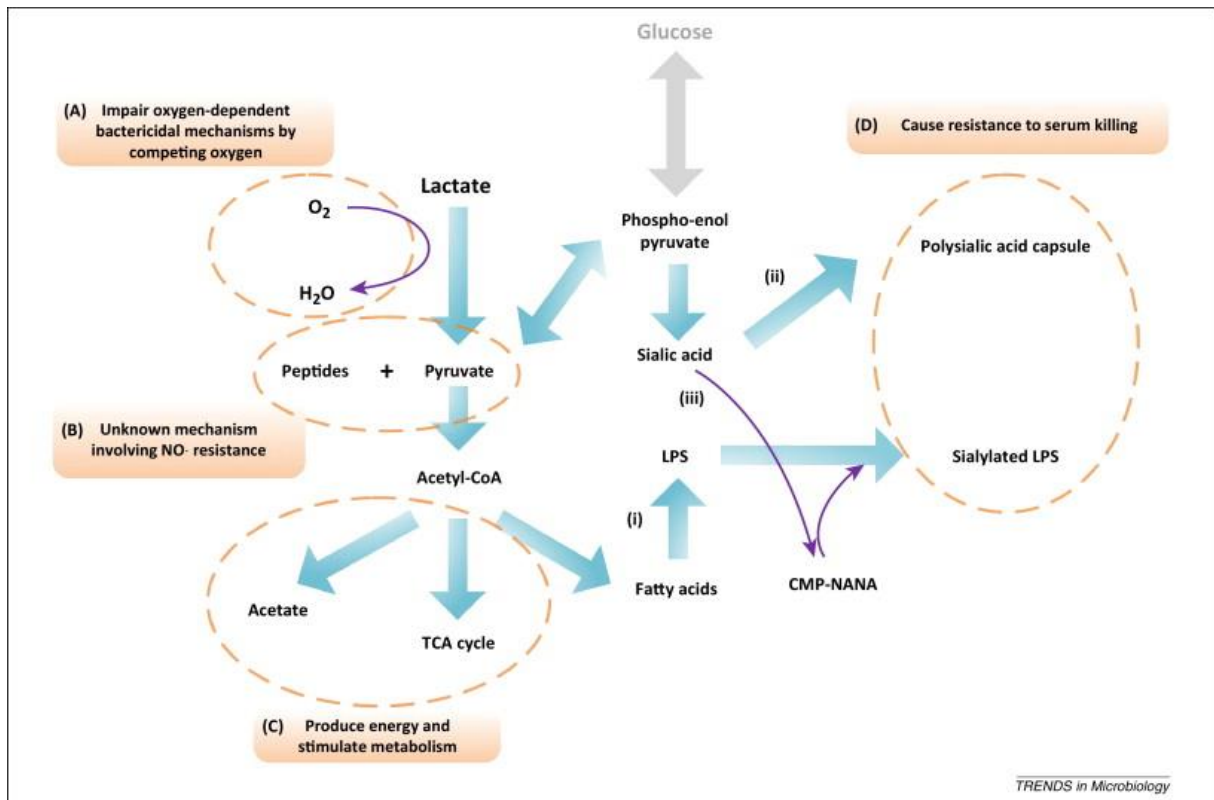 Glucose
(A) Impair oxygen-dependent
bactericidal mechanisms by
competing oxygen
(D) Cause resistance to serum killing
Lactate
O2
H2O
Phospho-enol
pyruvate
(ii)
Polysialic acid capsule
Peptides + Pyruvate
Sialic acid
(iii)
(B) Unknown mechanism
involving NO· resistance
Acetyl-CoA
LPS
Sialylated LPS
(i)
Fatty acids
CMP-NANA
Acetate
TCA cycle
(C) Produce energy and
stimulate metabolism
TRENDS in Microbiology